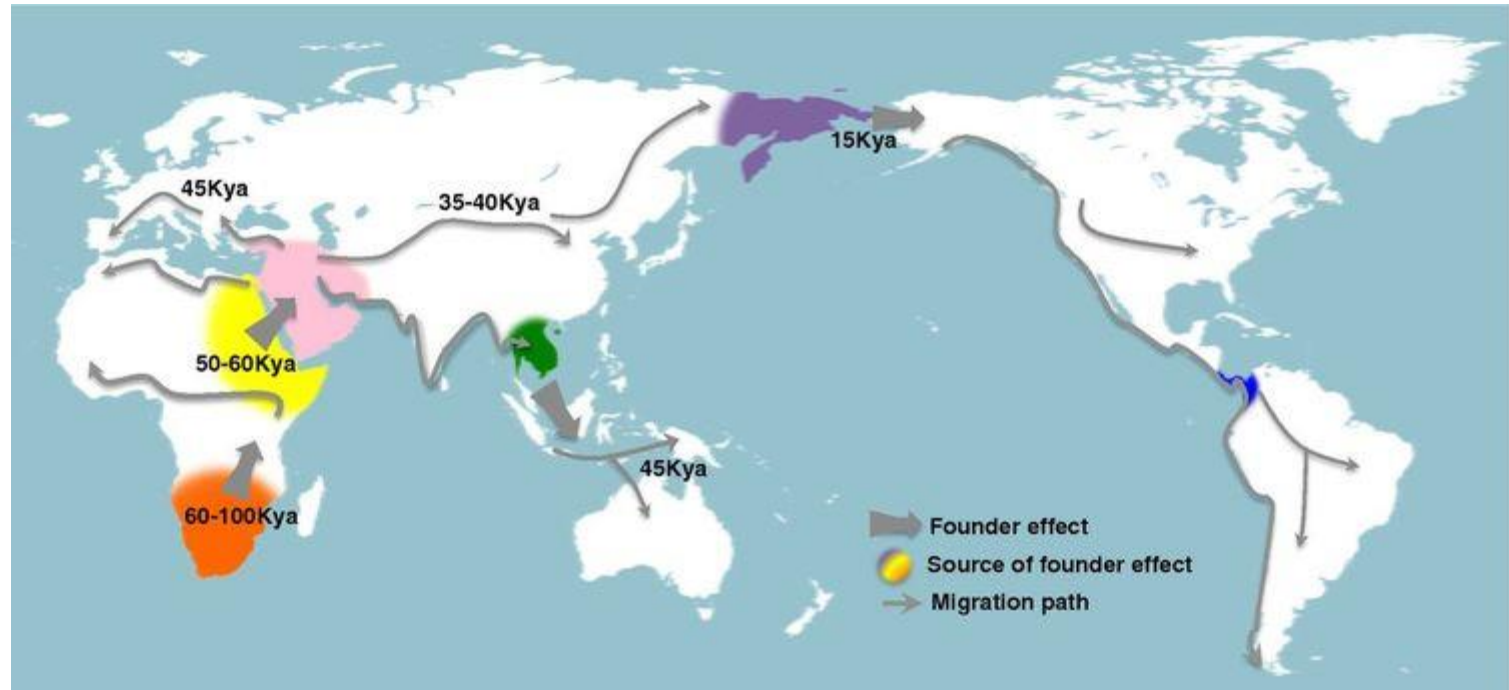 15Kya
45Kya
35-40Kya
50-60Kya
45Kya
60-100Kya
Founder effect
Source of founder effect
Migration path